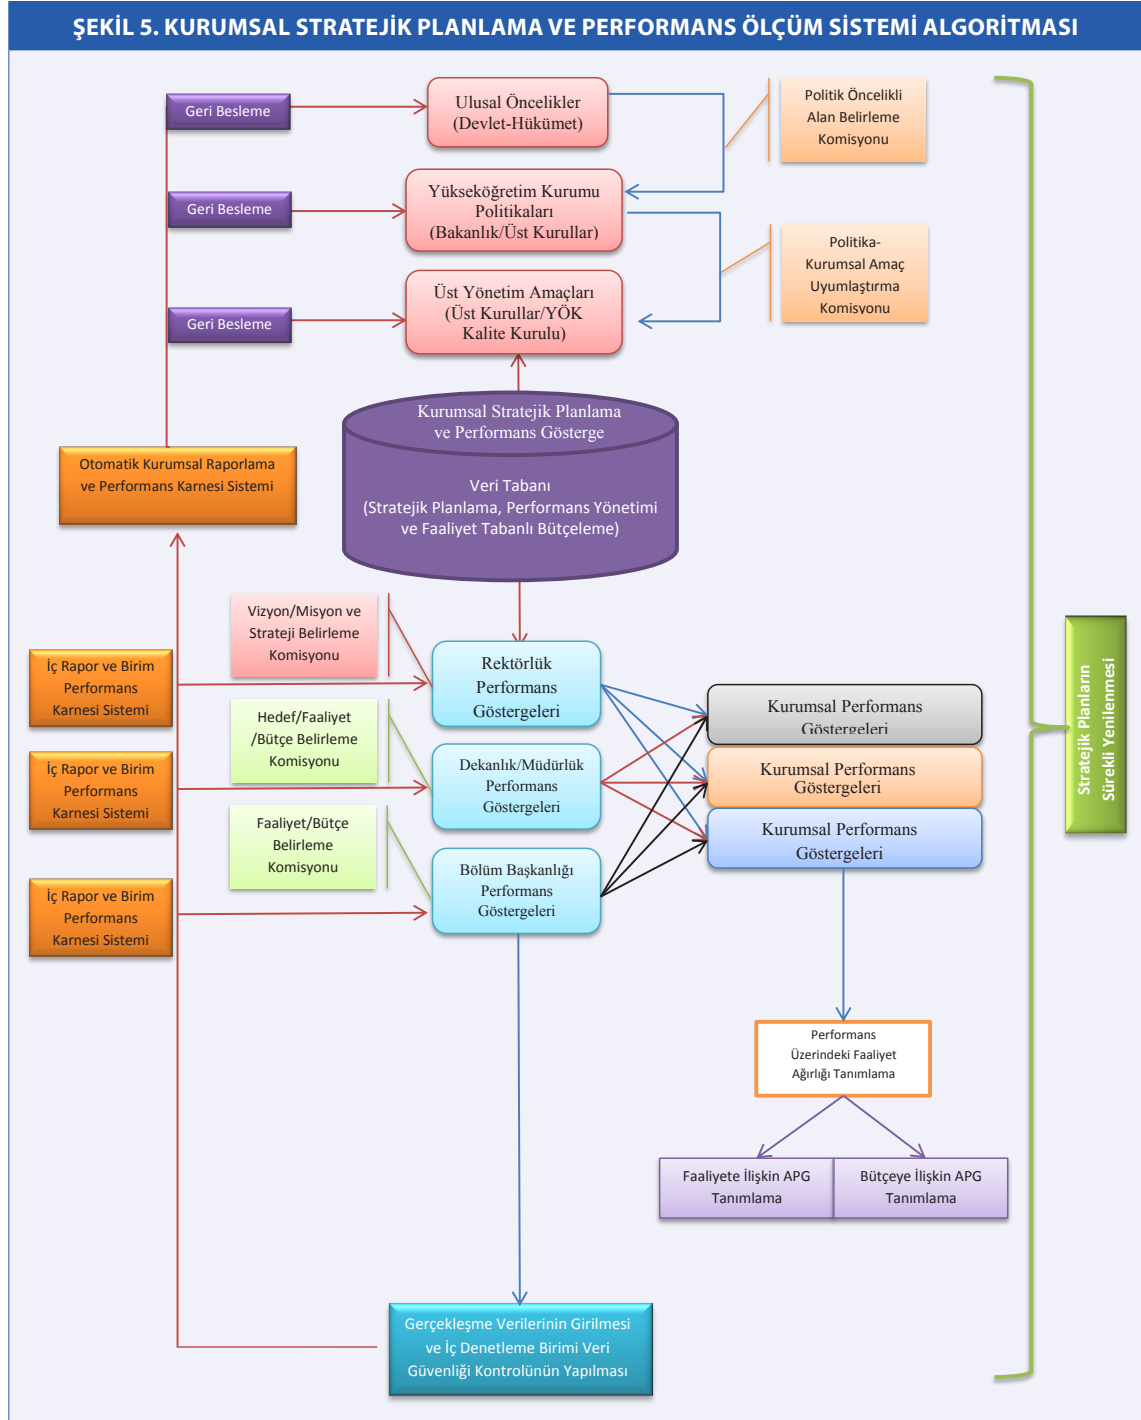 ŞEKİL 5. KURUMSAL STRATEJİK PLANLAMA VE PERFORMANS ÖLÇÜM SİSTEMİ ALGORİTMASI
Geri Besleme
Ulusal Öncelikler
(Devlet-Hükümet)
Politik Öncelikli
Alan Belirleme
Komisyonu
Geri Besleme
Yükseköğretim Kurumu
Politikaları
(Bakanlık/Üst Kurullar)
Politika-
Kurumsal Amaç
Uyumlaştırma
Komisyonu
Geri Besleme
Üst Yönetim Amaçları
(Üst Kurullar/YÖK
Kalite Kurulu)
Kurumsal Stratejik Planlama
ve Performans Gösterge
Veri Tabanı
(Stratejik Planlama, Performans Yönetimi
ve Faaliyet Tabanlı Bütçeleme)
Otomatik Kurumsal Raporlama
ve Performans Karnesi Sistemi
Vizyon/Misyon ve
Strateji Belirleme
Komisyonu
İç Rapor ve Birim
Performans
Karnesi Sistemi
Rektörlük
Performans
Göstergeleri
Kurumsal Performans
Göstergeleri
Hedef/Faaliyet
/Bütçe Belirleme
Komisyonu
İç Rapor ve Birim
Performans
Karnesi Sistemi
Dekanlık/Müdürlük
Performans
Göstergeleri
Kurumsal Performans
Göstergeleri
Faaliyet/Bütçe
Belirleme
Komisyonu
Kurumsal Performans
Göstergeleri
İç Rapor ve Birim
Performans
Karnesi Sistemi
Bölüm Başkanlığı
Performans
Göstergeleri
Stratejik Planların
Sürekli Yenilenmesi
Performans
Üzerindeki Faaliyet
Ağırlığı Tanımlama
Faaliyete İlişkin APG
Tanımlama
Bütçeye İlişkin APG
Tanımlama
Gerçekleşme Verilerinin Girilmesi
ve İç Denetleme Birimi Veri
Güvenliği Kontrolünün Yapılması